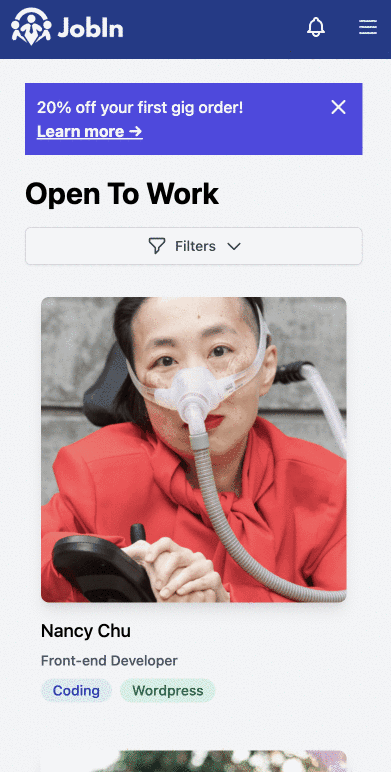 JobIn
20% off your first gig order!
Learn more →
Open To Work
Filters
Nancy Chu
Front-end Developer
Coding
Wordpress